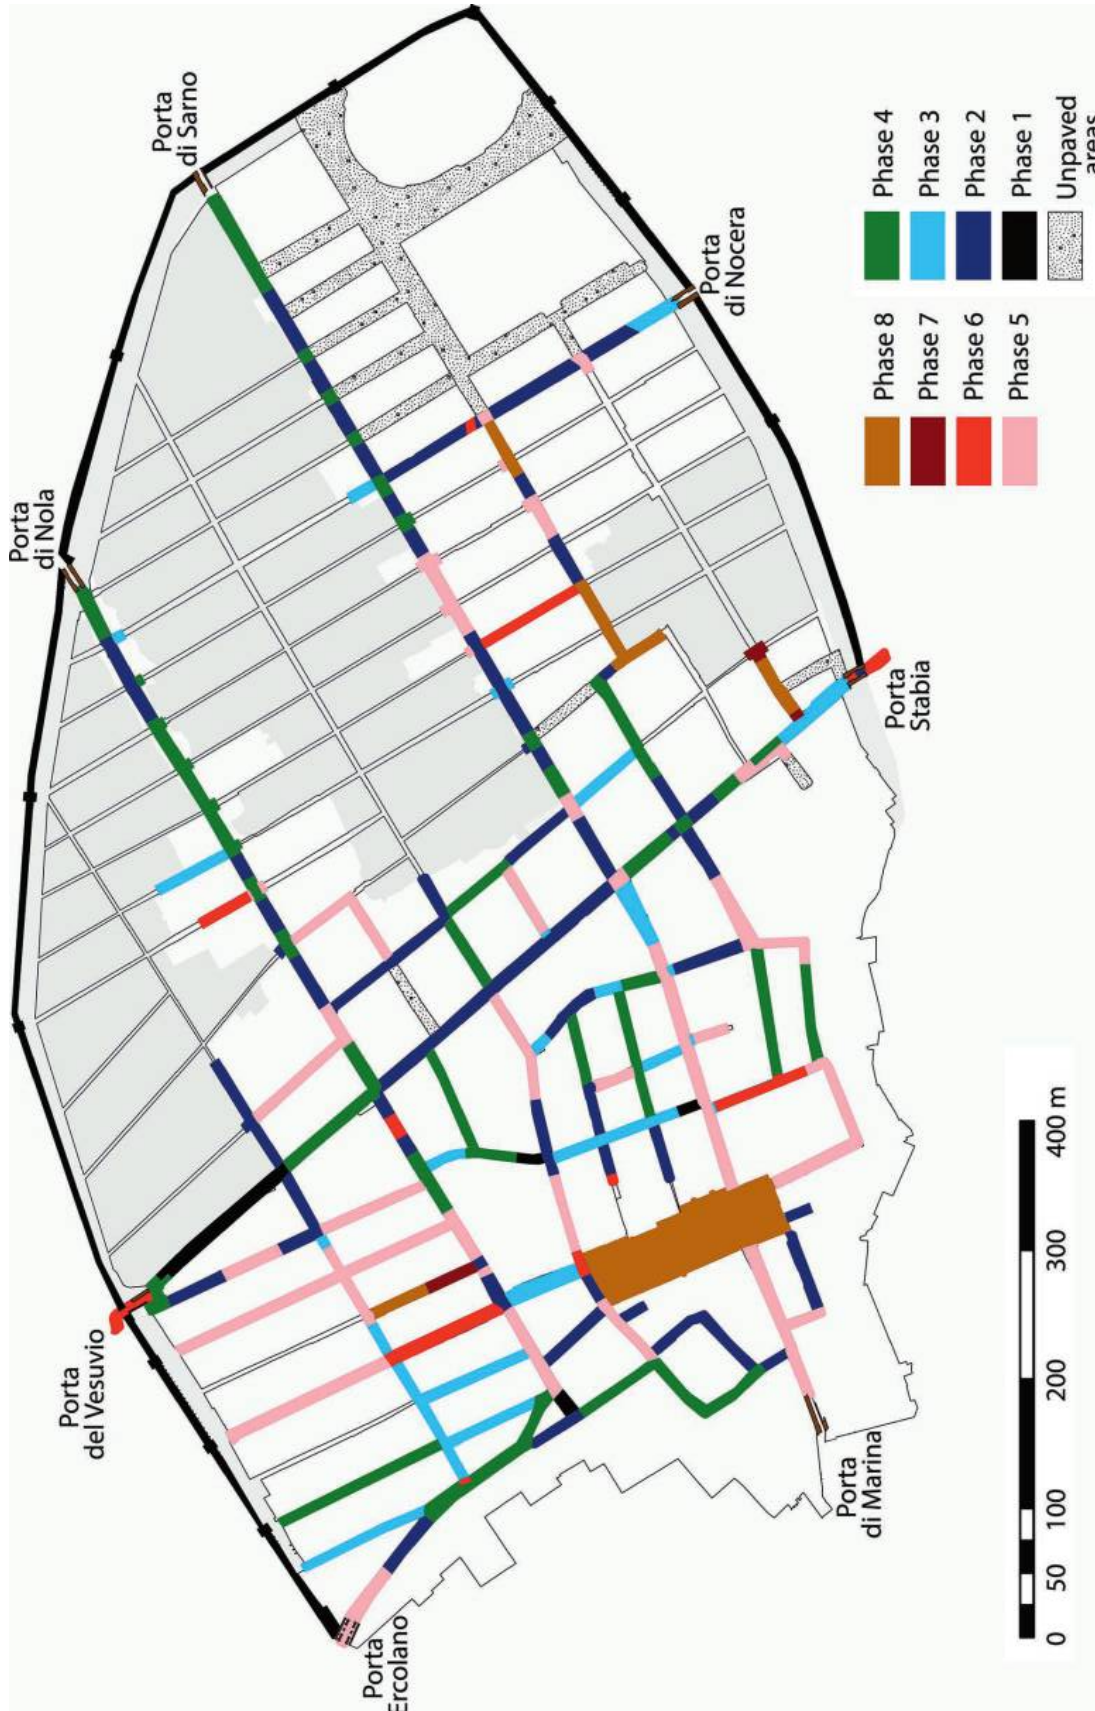 Porta
di Sarno
Porta
di Nola
Porta
di Nocera
Porta
Stabia
Porta
del Vesuvio
Porta
di Marina
Porta
Ercolano
Phase 8
Phase 7
Phase 6
Phase 5
Phase 4
Phase 3
Phase 2
Phase 1
Unpaved
areas
0 50 100 200 300 400 m